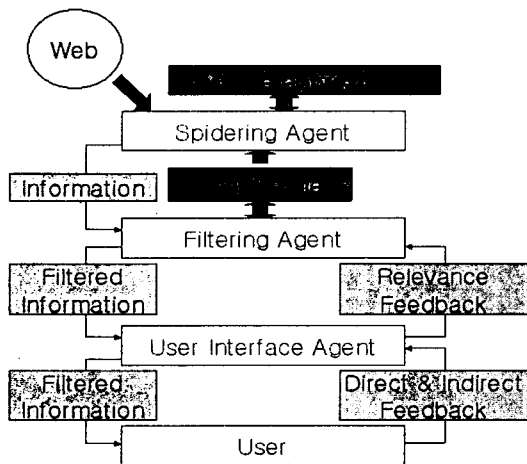 Web
Spidering Agent
Information
Filtering Agent
Filtered
Information
Relevance
Feedback
User Interface Agent
Filtered
Information
Direct & Indirect
Feedback
User